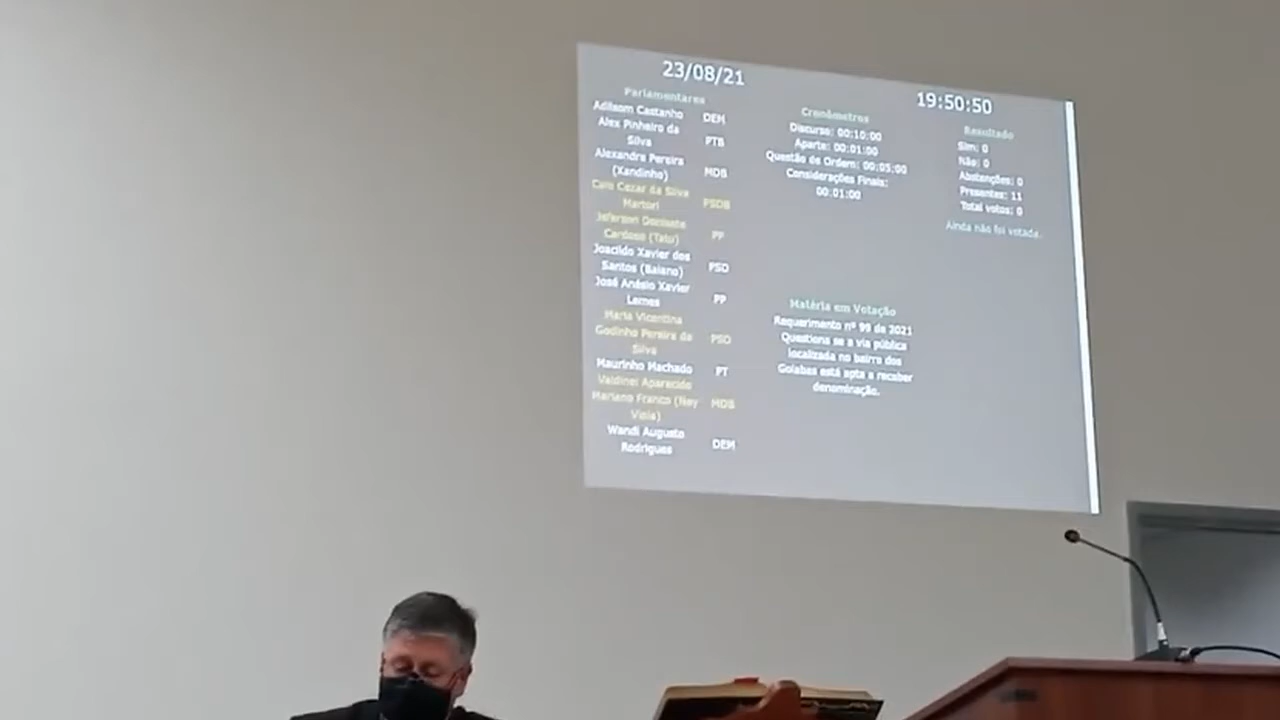 23/08/21
19:50:50
Parlamentares
Adilsom Castanho DEM
Alex Pinheiro da
Silva PTB
Alexandre Pereira
(Xandinho) MDB
Caio Cezar da Silva
Martori PSDB
Jeferson Donisete
Cardoso (Tato) PP
Joacildo Xavier dos
Santos (Baiano) PSD
José Anésio Xavier
Lemes PP
Maria Vicentina
Godinho Pereira da
Silva PSD
Maurinho Machado PT
Valdinei Aparecido
Mariano Franco (Ney
Viola) MDB
Wandi Augusto
Rodrigues DEM
Cronômetros
Discurso: 00:10:00
Aparte: 00:01:00
Questão de Ordem: 00:05:00
Considerações Finais:
00:01:00
Matéria em Votação
Requerimento nº 99 de 2021
Questiona se a via pública
localizada no bairro dos
Goiabas está apta a receber
denominação.
Resultado
Sim: 0
Não: 0
Abstenções: 0
Presentes: 11
Total votos: 0
Ainda não foi votada.